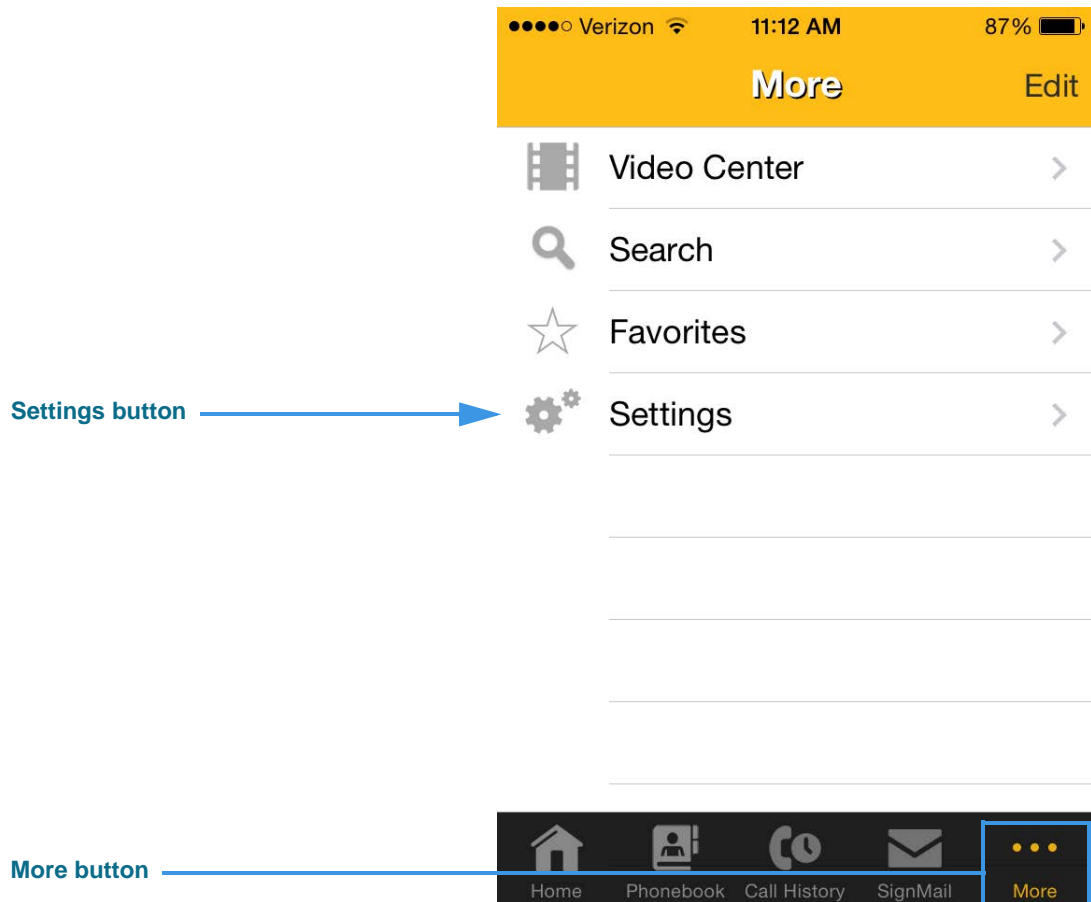 Verizon 11:12 AM 87%
More Edit
Video Center
Search
Favorites
Settings button Settings
More button
Home Phonebook Call History SignMail More